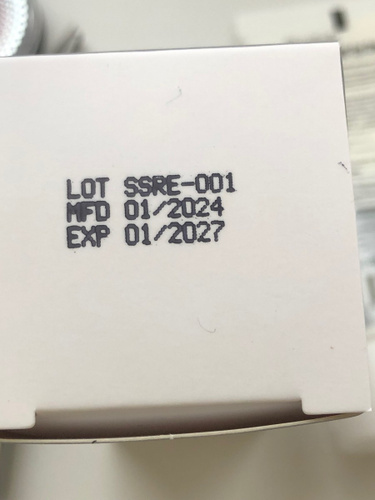 LOT SSRE-001
MFD 01/2024
EXP 01/2027